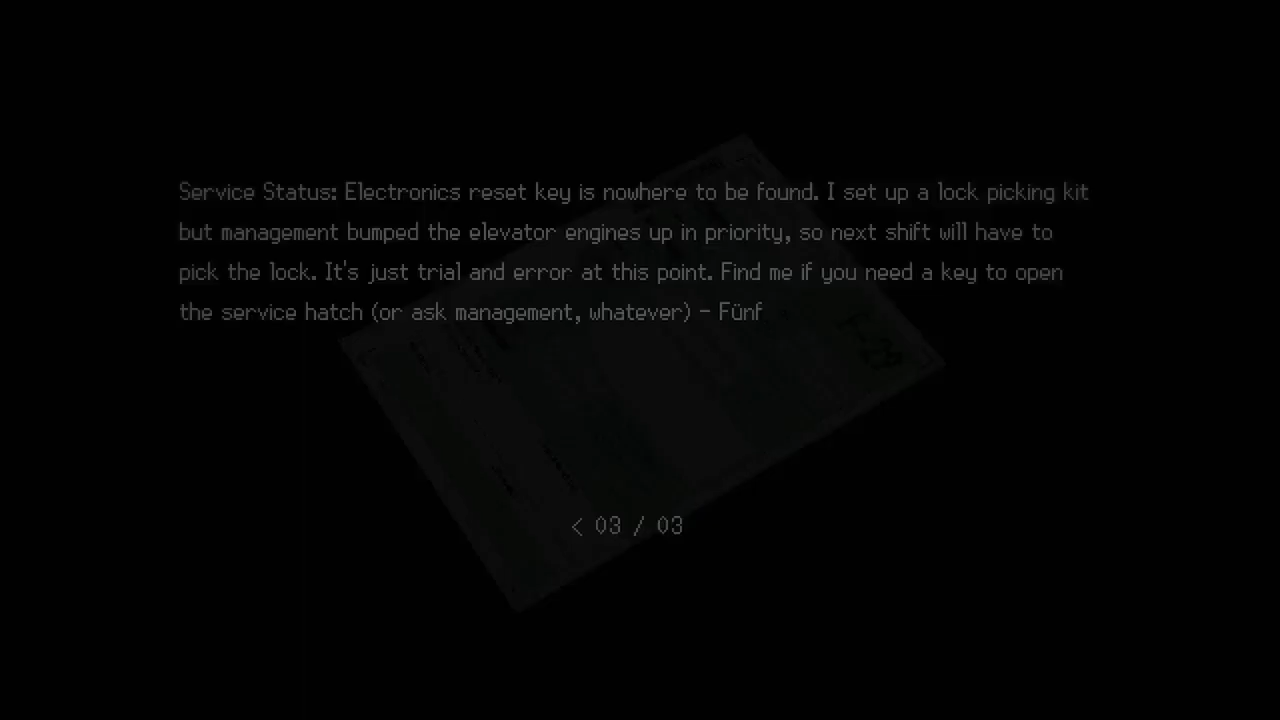 Service Status: Electronics reset key is nowhere to be found. I set up a lock picking kit
but management bumped the elevator engines up in priority, so next shift will have to
pick the lock. It's just trial and error at this point. Find me if you need a key to open
the service hatch (or ask management, whatever) - Fünf
< 03 / 03